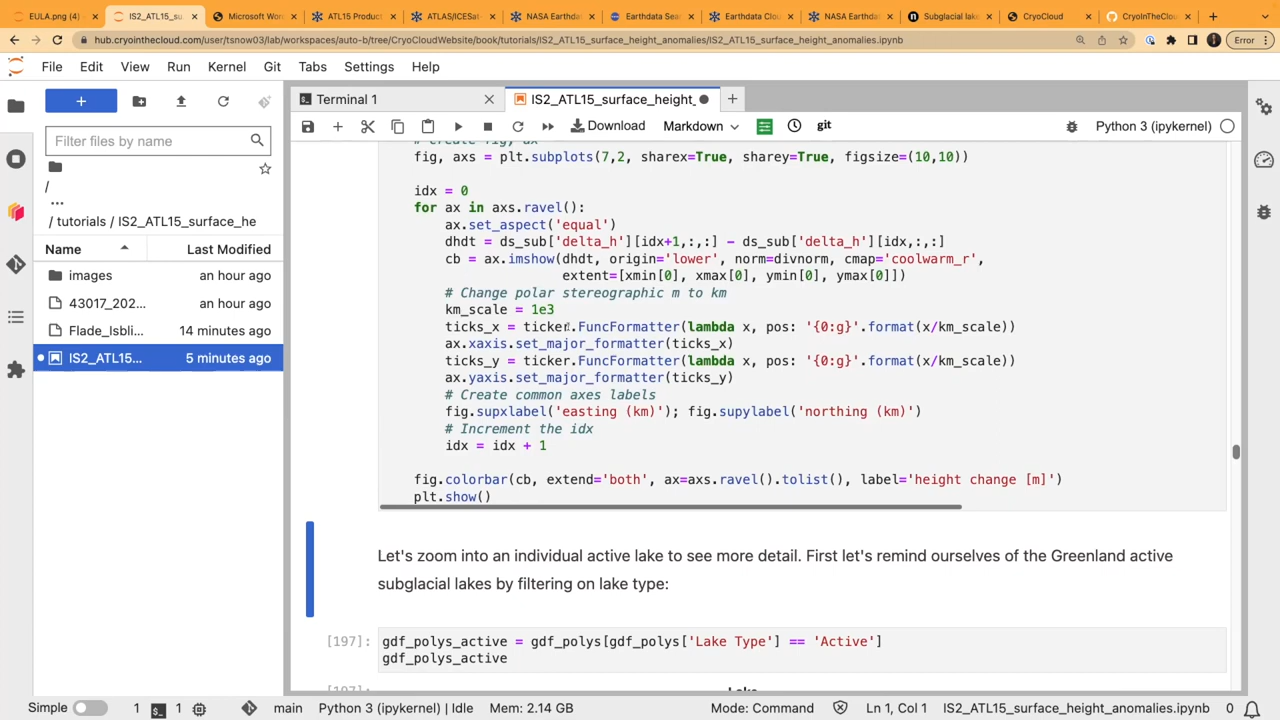 EULA.png (4)
IS2_ATL15_su
Microsoft Wor
ATL15 Product
ATLAS/ICESat-
NASA Earthda
Earthdata Sea
Earthdata Clou
NASA Earthda
Subglacial lak
CryoCloud
CryoInTheClou
hub.cryointhecloud.com/user/tsnow03/lab/workspaces/auto-b/tree/CryoCloudWebsite/book/tutorials/IS2_ATL15_surface_height_anomalies/IS2_ATL15_surface_height_anomalies.ipynb
Error
File Edit View Run Kernel Git Tabs Settings Help
Terminal 1
IS2_ATL15_surface_height_
Download
Markdown
git
Python 3 (ipykernel)
Filter files by name
/
...
/ tutorials / IS2_ATL15_surface_he
Name Last Modified
images an hour ago
43017_202... an hour ago
Flade_Isbli... 14 minutes ago
IS2_ATL15... 5 minutes ago
# Create fig, ax
fig, axs = plt.subplots(7,2, sharex=True, sharey=True, figsize=(10,10))
idx = 0
for ax in axs.ravel():
ax.set_aspect('equal')
dhdt = ds_sub['delta_h'][idx+1,:,:] - ds_sub['delta_h'][idx,:,:]
cb = ax.imshow(dhdt, origin='lower', norm=divnorm, cmap='coolwarm_r',
extent=[xmin[0], xmax[0], ymin[0], ymax[0]])
# Change polar stereographic m to km
km_scale = 1e3
ticks_x = ticker.FuncFormatter(lambda x, pos: '{0:g}'.format(x/km_scale))
ax.xaxis.set_major_formatter(ticks_x)
ticks_y = ticker.FuncFormatter(lambda x, pos: '{0:g}'.format(x/km_scale))
ax.yaxis.set_major_formatter(ticks_y)
# Create common axes labels
fig.supxlabel('easting (km)'); fig.supylabel('northing (km)')
# Increment the idx
idx = idx + 1
fig.colorbar(cb, extend='both', ax=axs.ravel().tolist(), label='height change [m]')
plt.show()
Let's zoom into an individual active lake to see more detail. First let's remind ourselves of the Greenland active
subglacial lakes by filtering on lake type:
[197]: gdf_polys_active = gdf_polys[gdf_polys['Lake Type'] == 'Active']
gdf_polys_active
[197]: Lake
Simple 1 1 main Python 3 (ipykernel) | Idle Mem: 2.14 GB Mode: Command Ln 1, Col 1 IS2_ATL15_surface_height_anomalies.ipynb 0